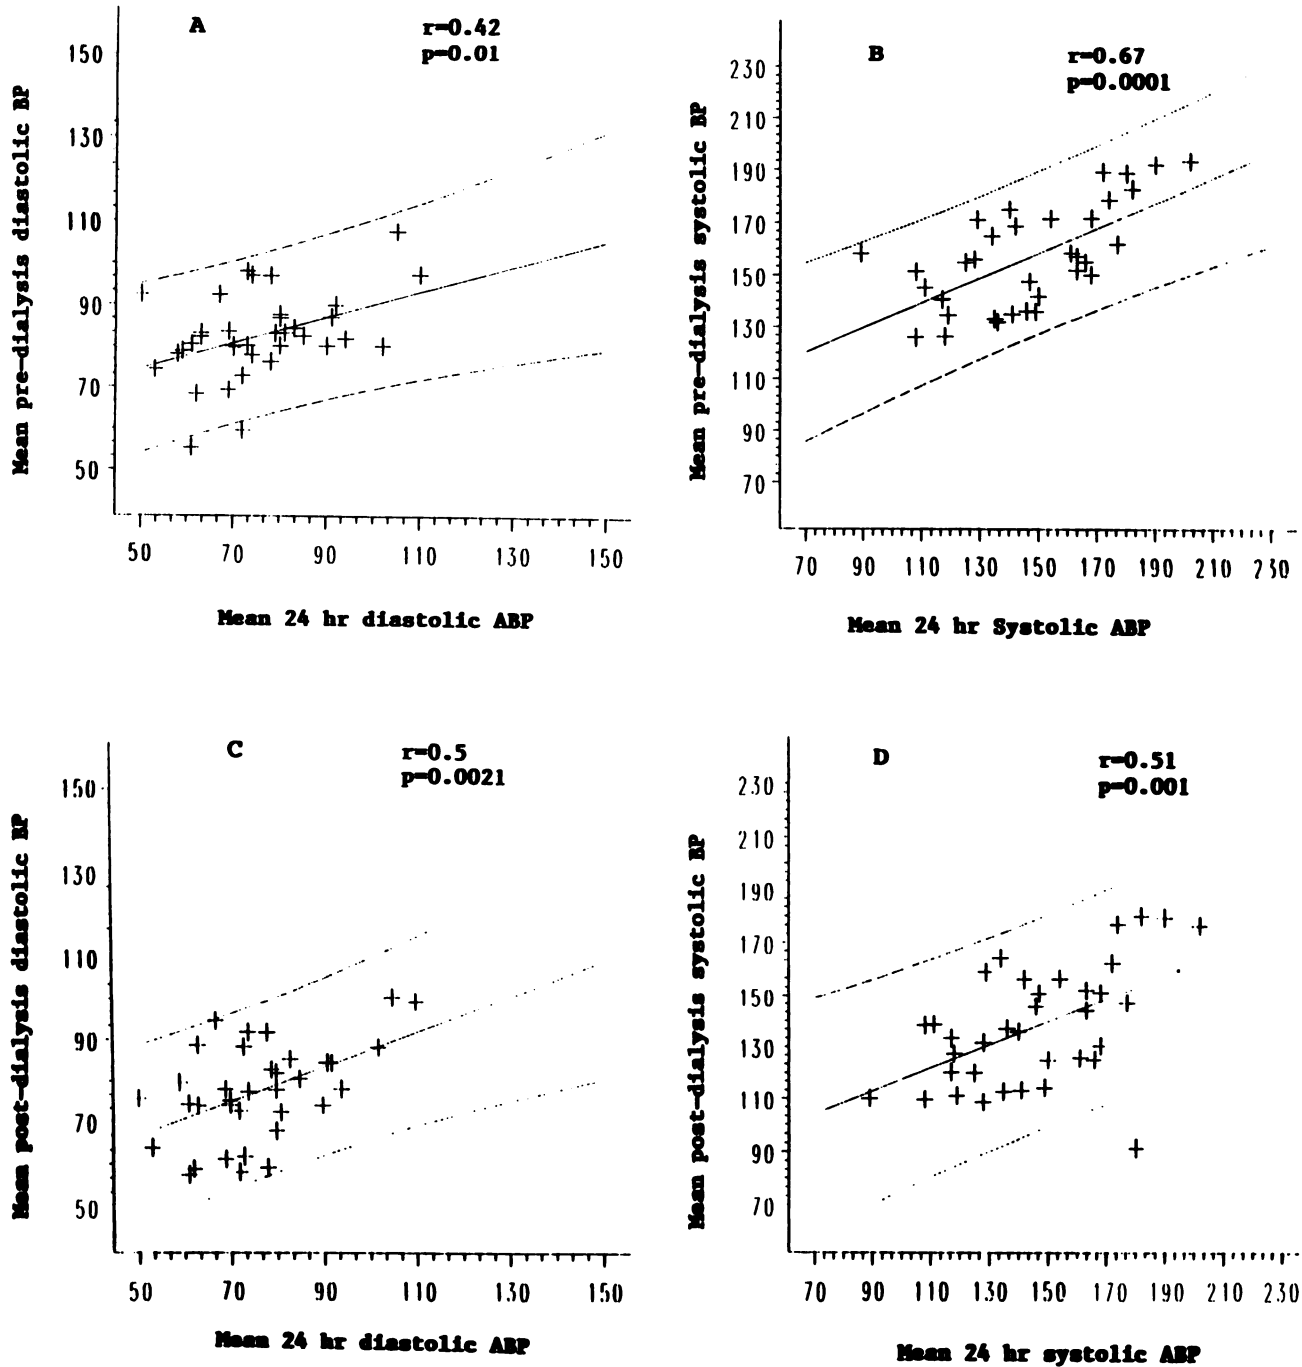 A
r=0.42
p=0.01
150
130
110
90
70
50
Mean pre-dialysis diastolic BP
50 70 90 110 130 150
Mean 24 hr diastolic ABP
B
r=0.67
p=0.0001
230
210
190
170
150
130
110
90
70
Mean pre-dialysis systolic BP
70 90 110 130 150 170 190 210 230
Mean 24 hr Systolic ABP
C
r=0.5
p=0.0021
150
130
110
90
70
50
Mean post-dialysis diastolic BP
50 70 90 110 130 150
Mean 24 hr diastolic ABP
D
r=0.51
p=0.001
230
210
190
170
150
130
110
90
70
Mean post-dialysis systolic BP
70 90 110 130 150 170 190 210 230
Mean 24 hr systolic ABP